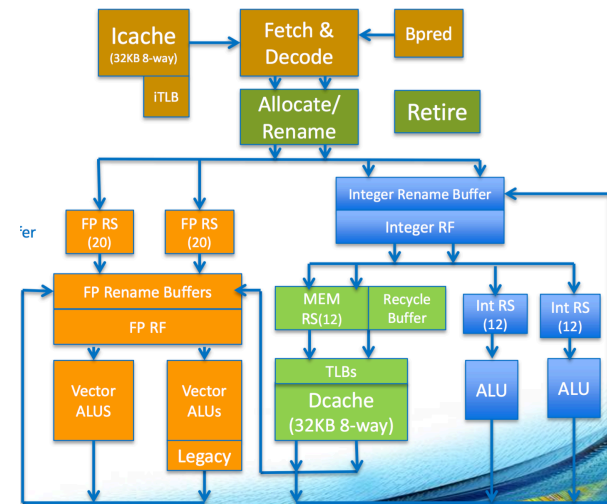 Icache
(32KB 8-way)
iTLB
Fetch &
Decode
Bpred
Allocate/
Rename
Retire
Integer Rename Buffer
Integer RF
fer
FP RS
(20)
FP RS
(20)
FP Rename Buffers
FP RF
MEM
RS(12)
Recycle
Buffer
Int RS
(12)
Int RS
(12)
Vector
ALUS
Vector
ALUs
Legacy
TLBs
Dcache
(32KB 8-way)
ALU
ALU